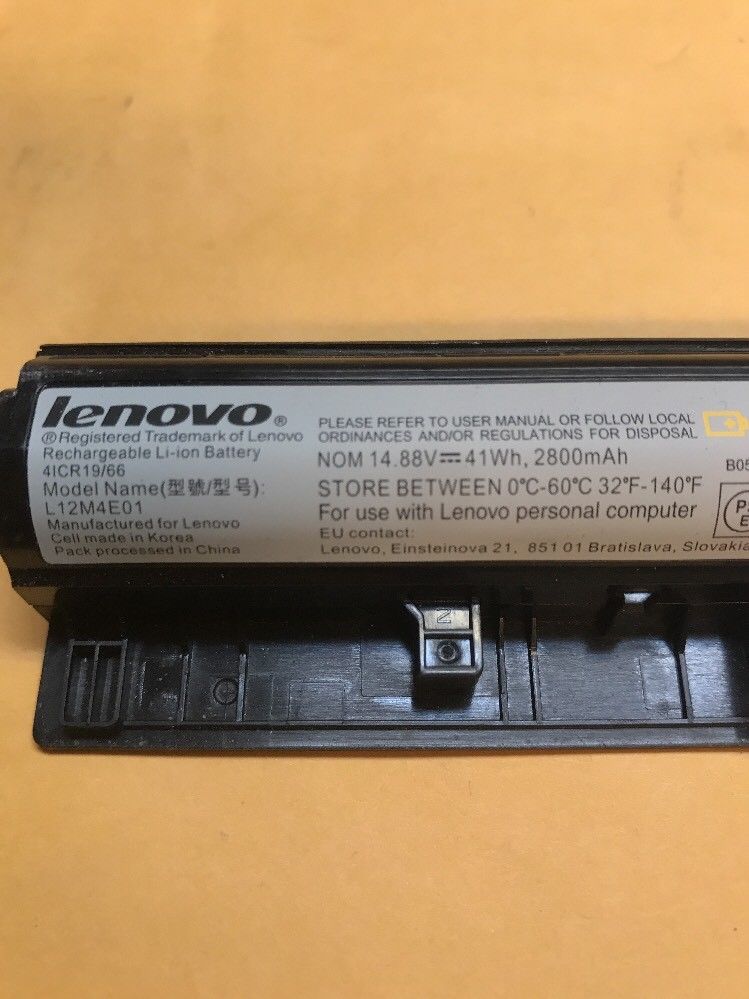 lenovo®
®Registered Trademark of Lenovo
Rechargeable Li-ion Battery
4ICR19/66
Model Name(型號/型号):
L12M4E01
Manufactured for Lenovo
Cell made in Korea
Pack processed in China
PLEASE REFER TO USER MANUAL OR FOLLOW LOCAL
ORDINANCES AND/OR REGULATIONS FOR DISPOSAL
NOM 14.88V⎓41Wh, 2800mAh
STORE BETWEEN 0°C-60°C 32°F-140°F
For use with Lenovo personal computer
EU contact:
Lenovo, Einsteinova 21, 851 01 Bratislava, Slovakia
B05
PS
E
N